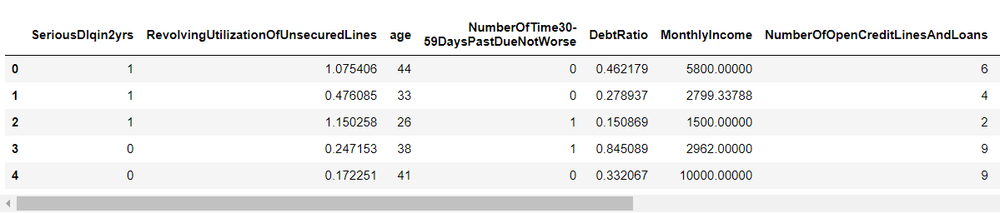 SeriousDlqin2yrs RevolvingUtilizationOfUnsecuredLines age NumberOfTime30-59DaysPastDueNotWorse DebtRatio MonthlyIncome NumberOfOpenCreditLinesAndLoans
0 1 1.075406 44 0 0.462179 5800.00000 6
1 1 0.476085 33 0 0.278937 2799.33788 4
2 1 1.150258 26 1 0.150869 1500.00000 2
3 0 0.247153 38 1 0.845089 2962.00000 9
4 0 0.172251 41 0 0.332067 10000.00000 9